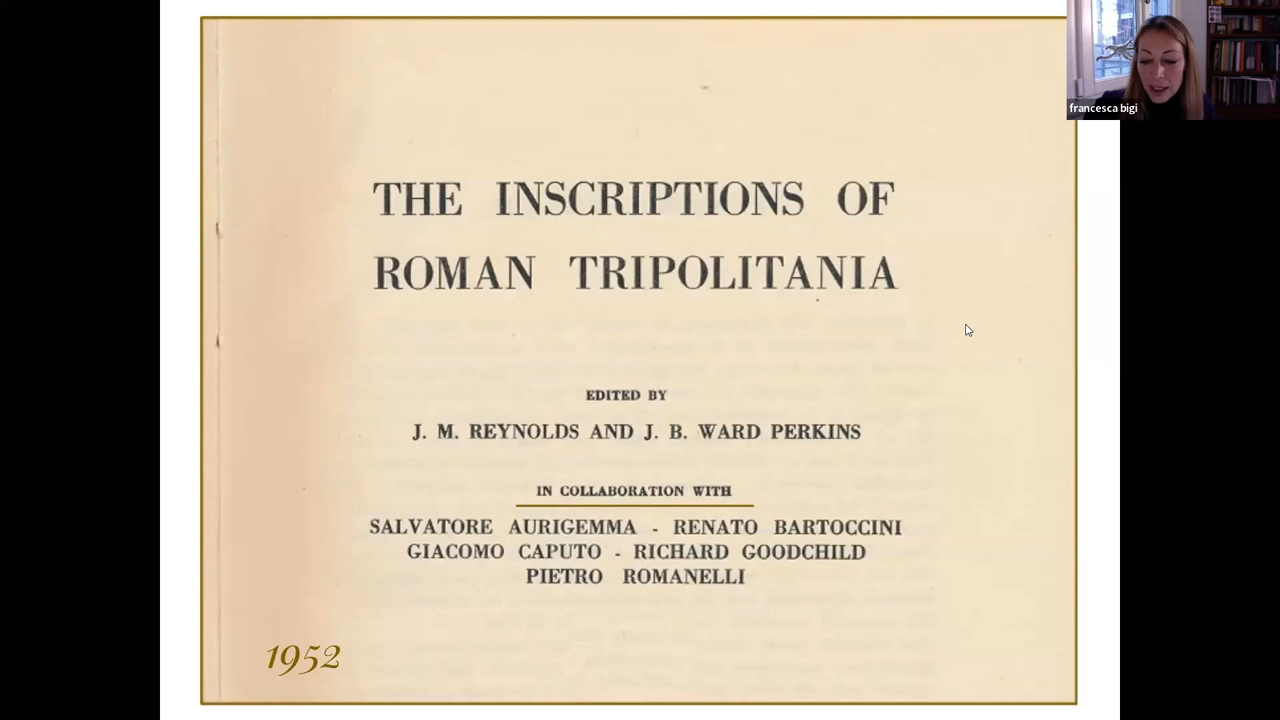 francesca bigi
THE INSCRIPTIONS OF
ROMAN TRIPOLITANIA
EDITED BY
J. M. REYNOLDS AND J. B. WARD PERKINS
IN COLLABORATION WITH
SALVATORE AURIGEMMA - RENATO BARTOCCINI
GIACOMO CAPUTO - RICHARD GOODCHILD
PIETRO ROMANELLI
1952